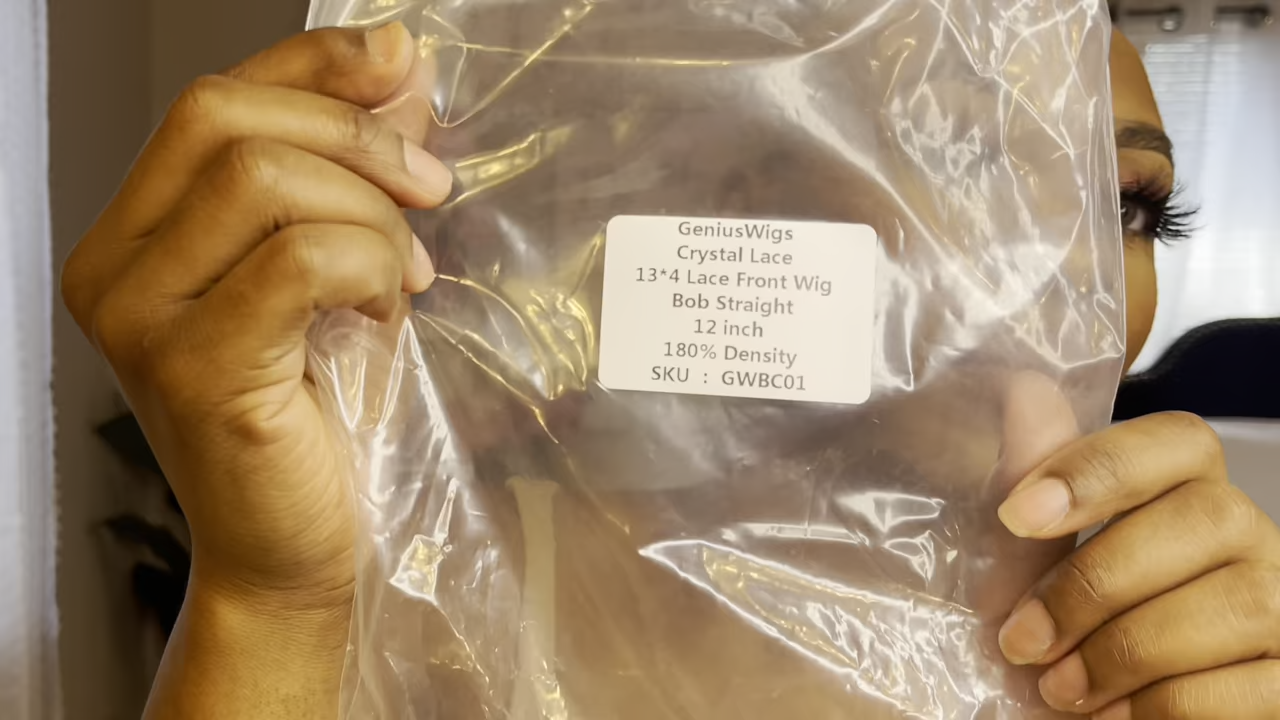 GeniusWigs
Crystal Lace
13*4 Lace Front Wig
Bob Straight
12 inch
180% Density
SKU : GWBC01